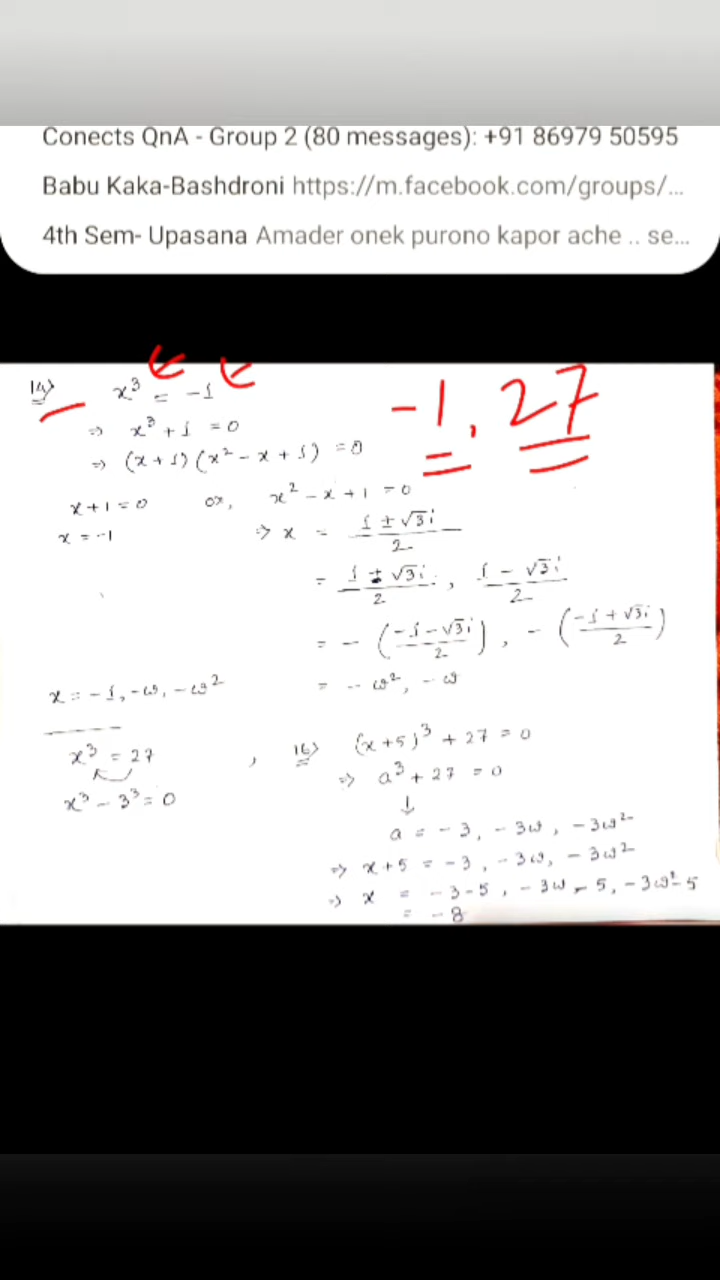 Conects QnA - Group 2 (80 messages): +91 86979 50595
Babu Kaka-Bashdroni https://m.facebook.com/groups/...
4th Sem- Upasana Amader onek purono kapor ache .. se...
14) x³ = -1
-1, 27
⇒ x³ + 1 = 0
⇒ (x + 1) (x² - x + 1) = 0
x + 1 = 0 or, x² - x + 1 = 0
x = -1 ⇒ x = (1 ± √3i)/2
= (1 ± √3i)/2, (1 - √3i)/2
= - ((-1 - √3i)/2), - ((-1 + √3i)/2)
x = -1, -ω, -ω² = - ω², - ω
x³ = 27 , 16) (x + 5)³ + 27 = 0
x³ - 3³ = 0 ⇒ a³ + 27 = 0
↓
a = - 3, - 3ω, - 3ω²
⇒ x + 5 = - 3, - 3ω, - 3ω²
⇒ x = - 3 - 5, - 3ω - 5, - 3ω² - 5
= - 8